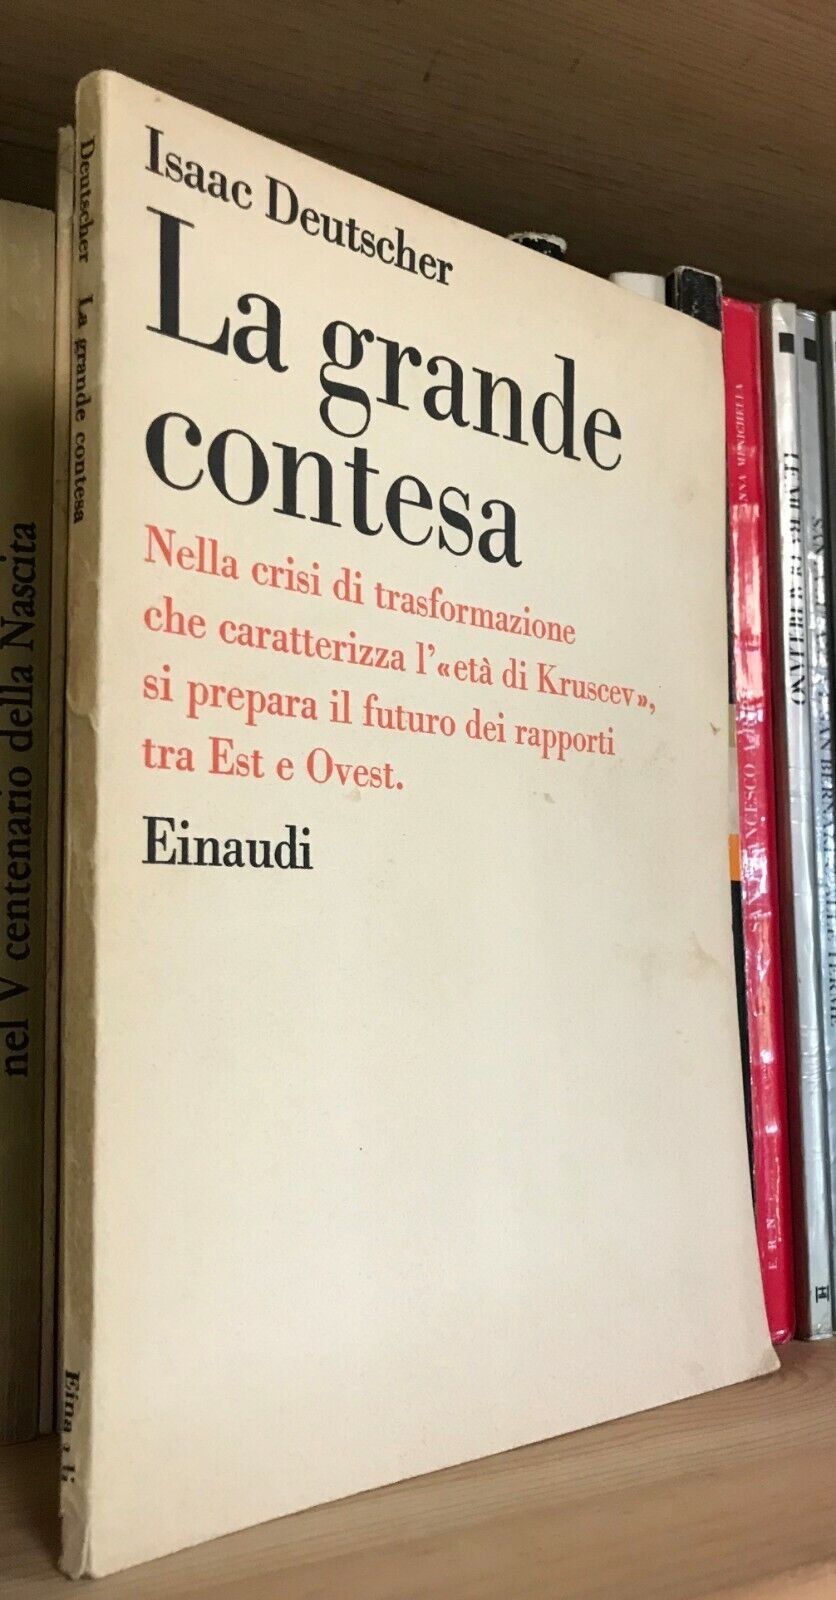 Isaac Deutscher
La grande
contesa
Nella crisi di trasformazione
che caratterizza l'«età di Kruscev»,
si prepara il futuro dei rapporti
tra Est e Ovest.
Einaudi
Deutscher La grande contesa
nel V centenario della Nascita
MENICHELLA
E. R. N.
H